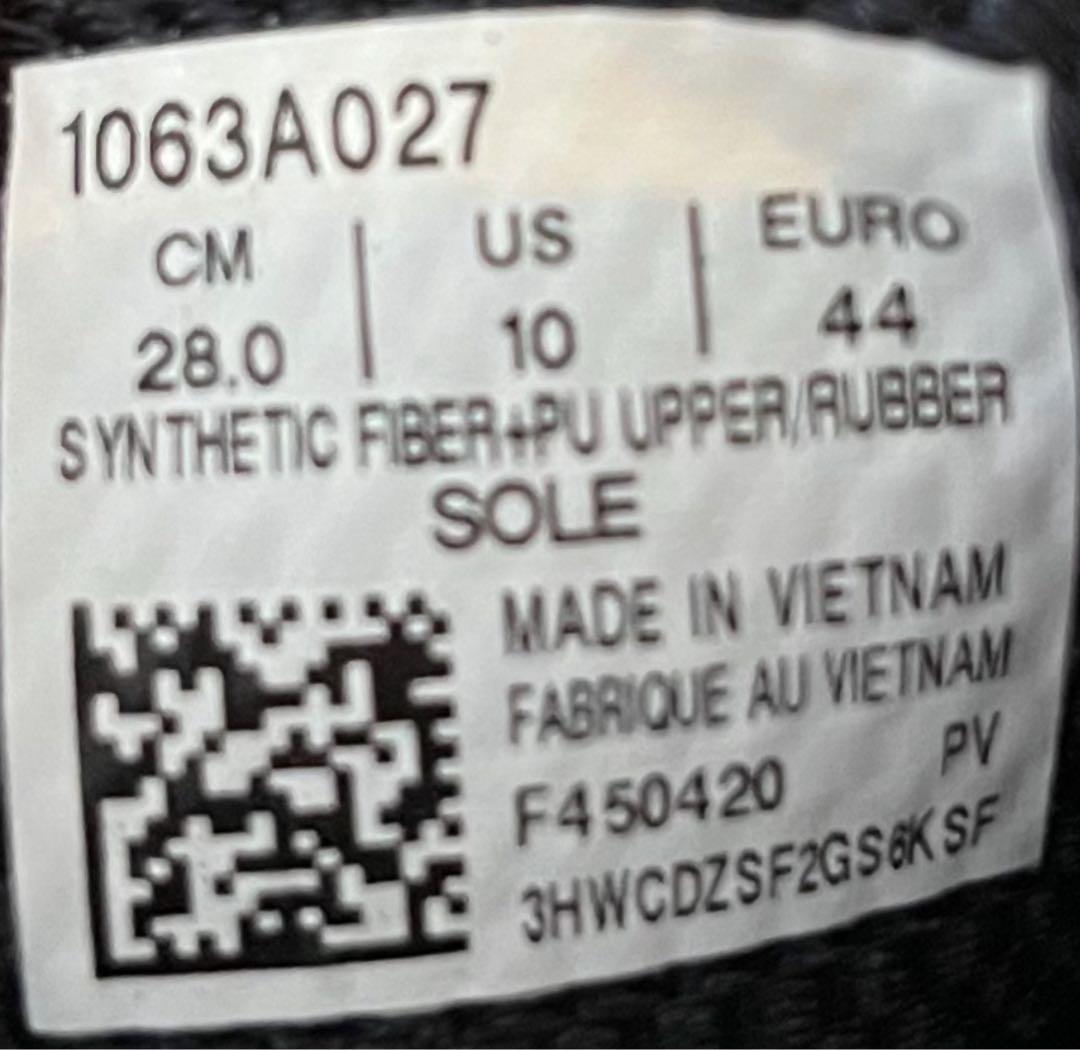 1063A027
CM | US | EURO
28.0 | 10 | 44
SYNTHETIC FIBER+PU UPPER/RUBBER
SOLE
MADE IN VIETNAM
FABRIQUE AU VIETNAM
PV
F450420
3HWCDZSF2GS6KSF